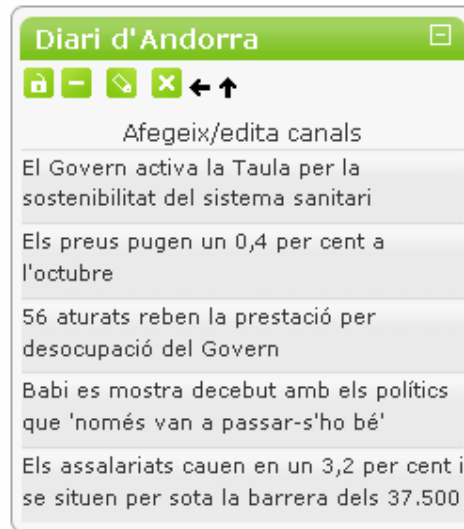 Diari d'Andorra
Afegeix/edita canals
El Govern activa la Taula per la
sostenibilitat del sistema sanitari
Els preus pugen un 0,4 per cent a
l'octubre
56 aturats reben la prestació per
desocupació del Govern
Babi es mostra decebut amb els polítics
que 'només van a passar-s'ho bé'
Els assalariats cauen en un 3,2 per cent i
se situen per sota la barrera dels 37.500